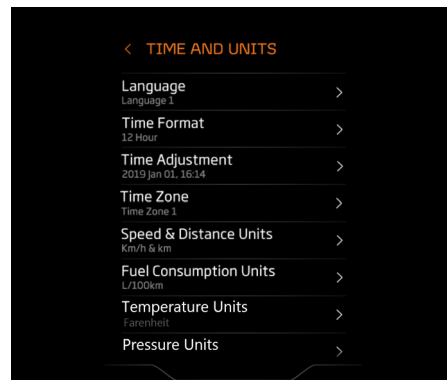 < TIME AND UNITS
Language
Language 1
Time Format
12 Hour
Time Adjustment
2019 Jan 01, 16:14
Time Zone
Time Zone 1
Speed & Distance Units
Km/h & km
Fuel Consumption Units
L/100km
Temperature Units
Farenheit
Pressure Units